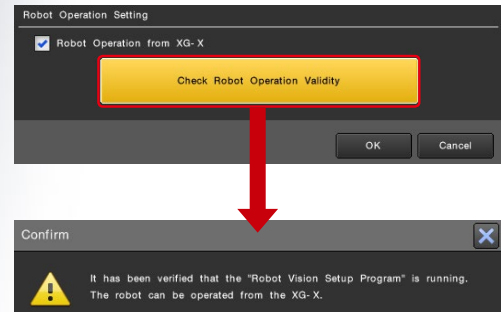 Robot Operation Setting
Robot Operation from XG-X
Check Robot Operation Validity
OK Cancel
Confirm
It has been verified that the "Robot Vision Setup Program" is running.
The robot can be operated from the XG-X.